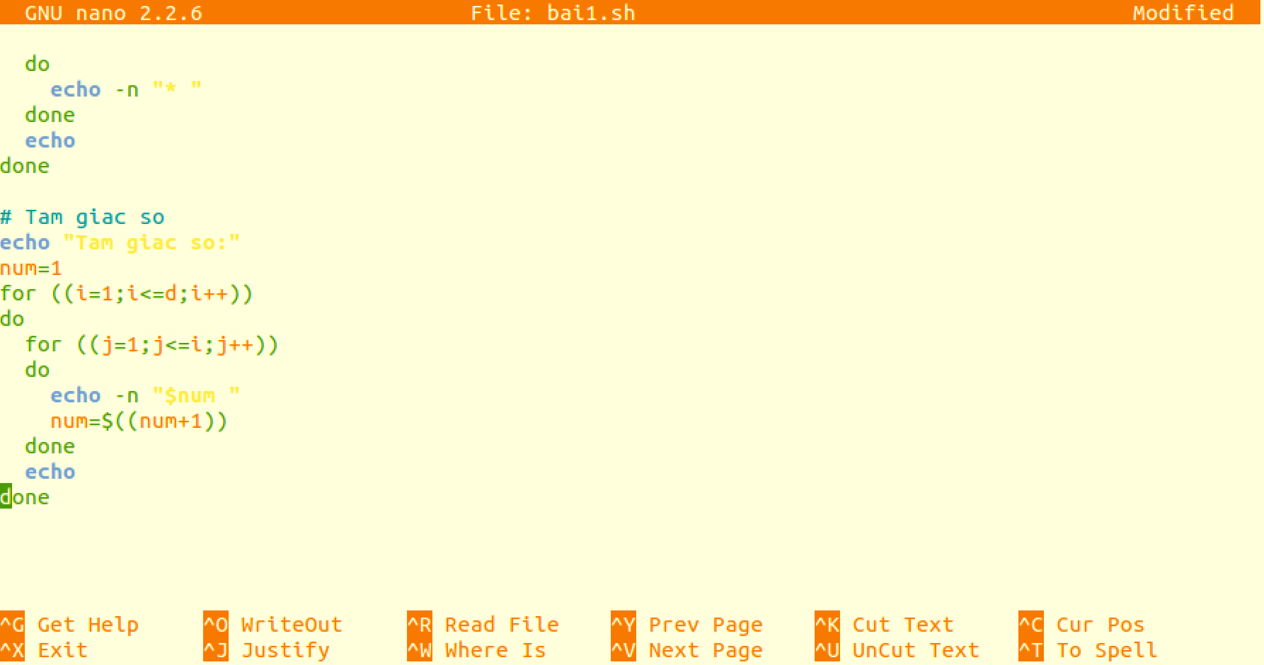 GNU nano 2.2.6 File: bai1.sh Modified
do
echo -n "* "
done
echo
done
# Tam giac so
echo "Tam giac so:"
num=1
for ((i=1;i<=d;i++))
do
for ((j=1;j<=i;j++))
do
echo -n "$num "
num=$((num+1))
done
echo
done
^G Get Help ^O WriteOut ^R Read File ^Y Prev Page ^K Cut Text ^C Cur Pos
^X Exit ^J Justify ^W Where Is ^V Next Page ^U UnCut Text ^T To Spell